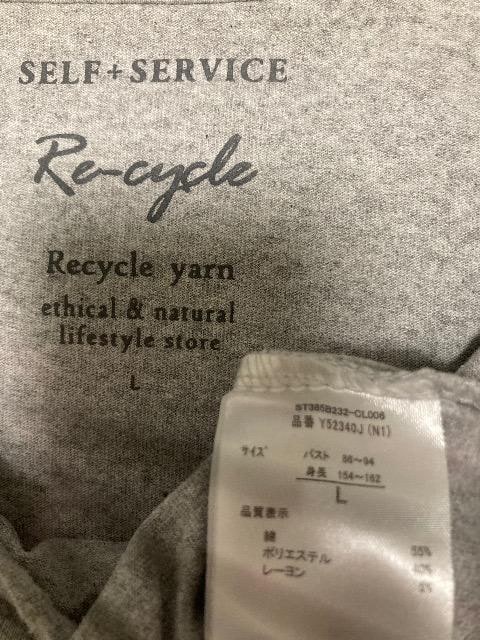 SELF+SERVICE
Re-cycle
Recycle yarn
ethical & natural
lifestyle store
L
ST385B232-CL006
品番 Y52340J(N1)
サイズ バスト 86〜94
身長 154〜162
L
品質表示
綿 55%
ポリエステル 40%
レーヨン